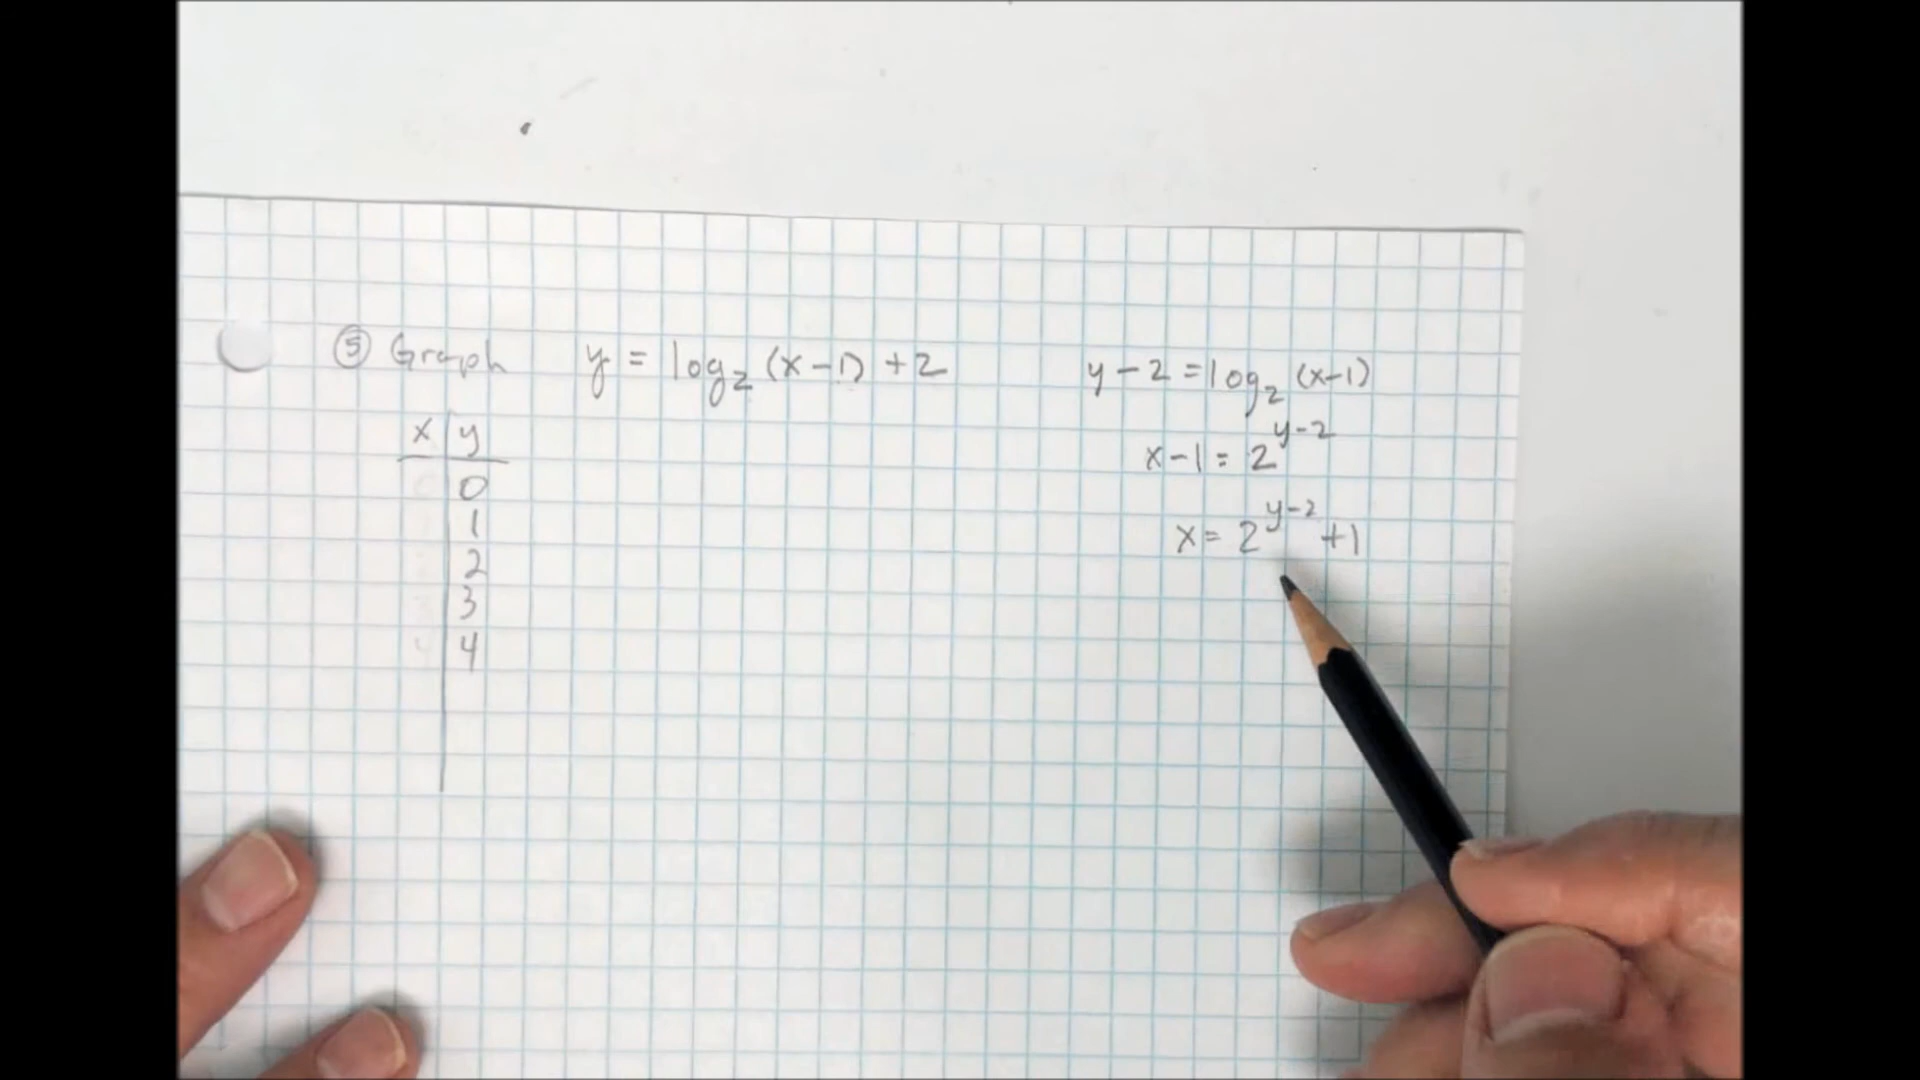 ⑤ Graph y = log₂ (x-1) + 2
x y
0
1
2
3
4
y - 2 = log₂ (x-1)
x - 1 = 2^(y-2)
x = 2^(y-2) + 1